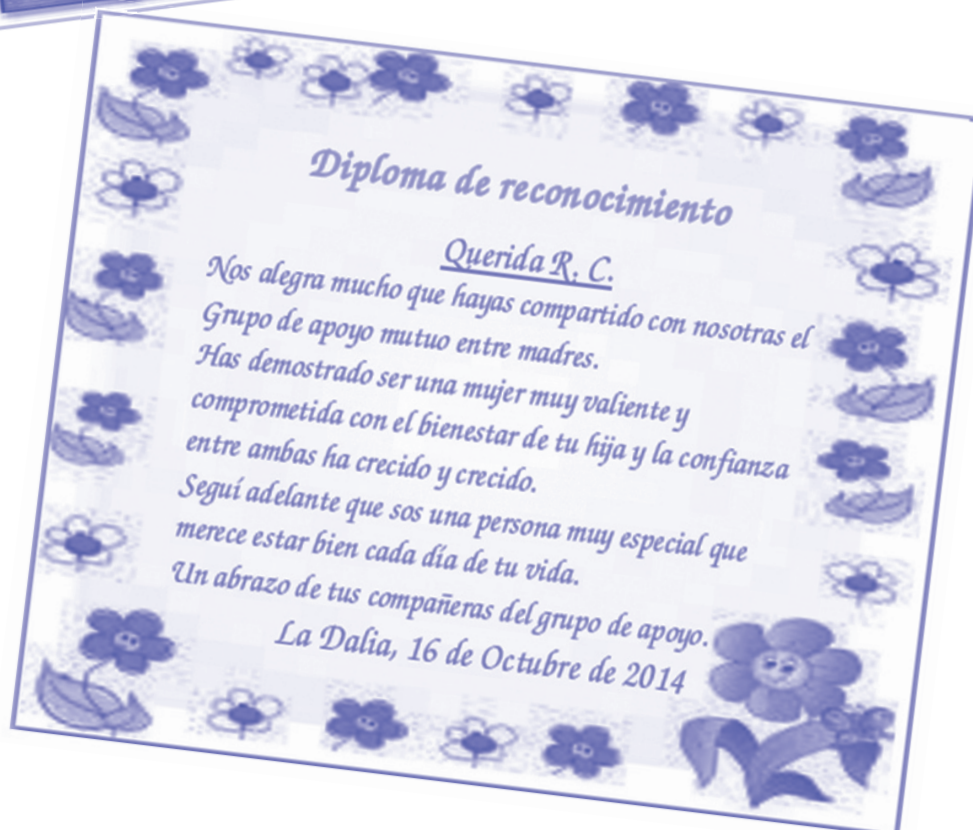 Diploma de reconocimiento
Querida R. C.
Nos alegra mucho que hayas compartido con nosotras el
Grupo de apoyo mutuo entre madres.
Has demostrado ser una mujer muy valiente y
comprometida con el bienestar de tu hija y la confianza
entre ambas ha crecido y crecido.
Seguí adelante que sos una persona muy especial que
merece estar bien cada día de tu vida.
Un abrazo de tus compañeras del grupo de apoyo.
La Dalia, 16 de Octubre de 2014